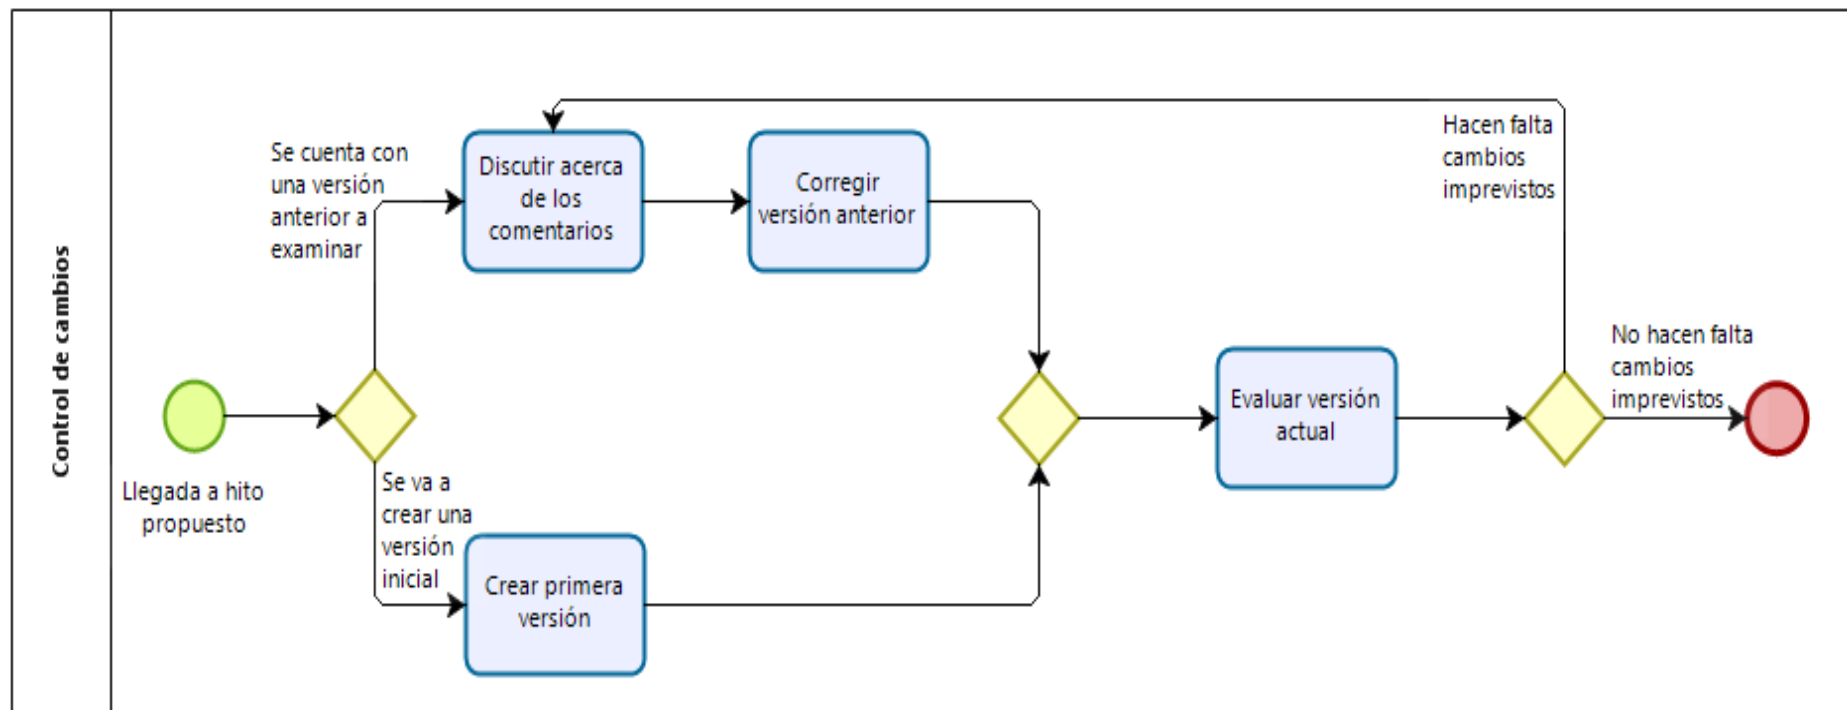 Control de cambios
Llegada a hito
propuesto
Se cuenta con
una versión
anterior a
examinar
Se va a
crear una
versión
inicial
Discutir acerca
de los
comentarios
Corregir
versión anterior
Crear primera
versión
Evaluar versión
actual
Hacen falta
cambios
imprevistos
No hacen falta
cambios
imprevistos